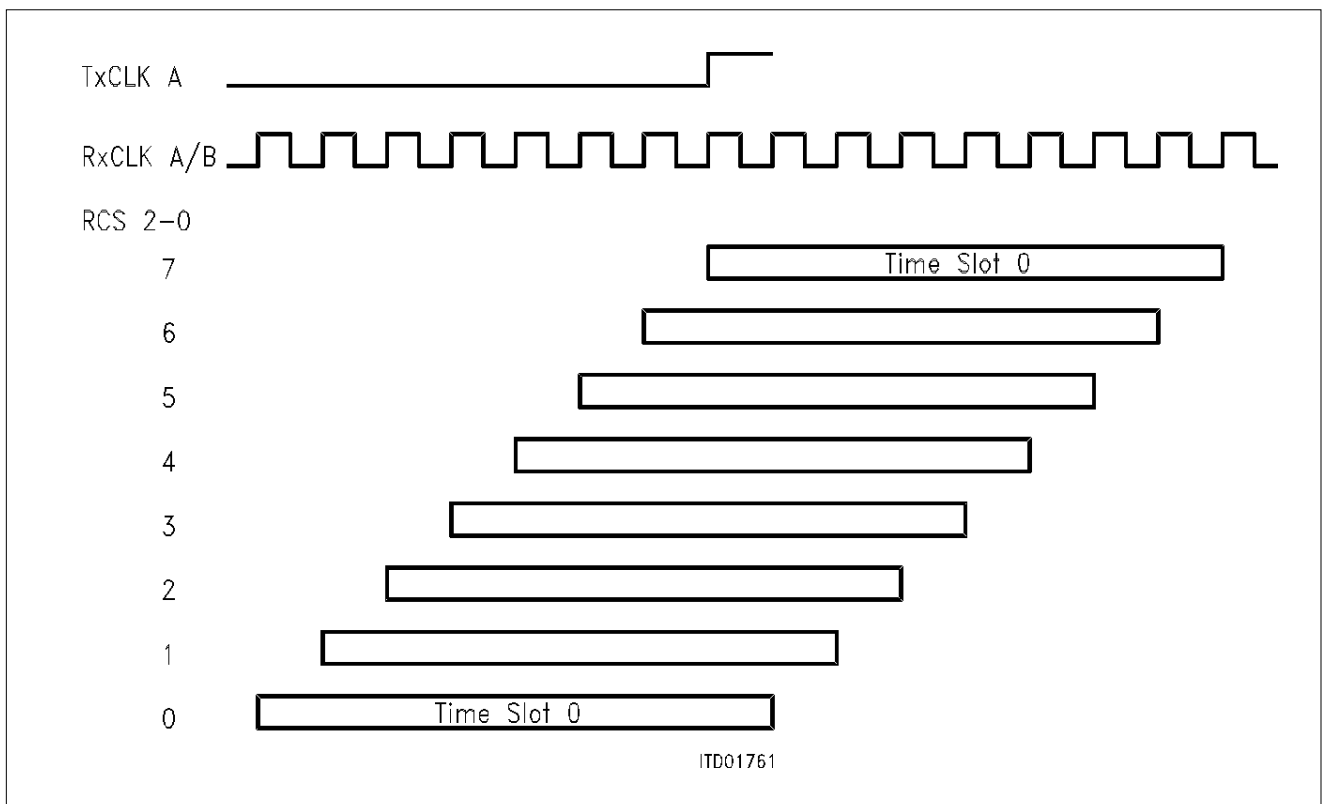 TxCLK A
RxCLK A/B
RCS 2-0
7 Time Slot 0
6
5
4
3
2
1
0 Time Slot 0
ITD01761